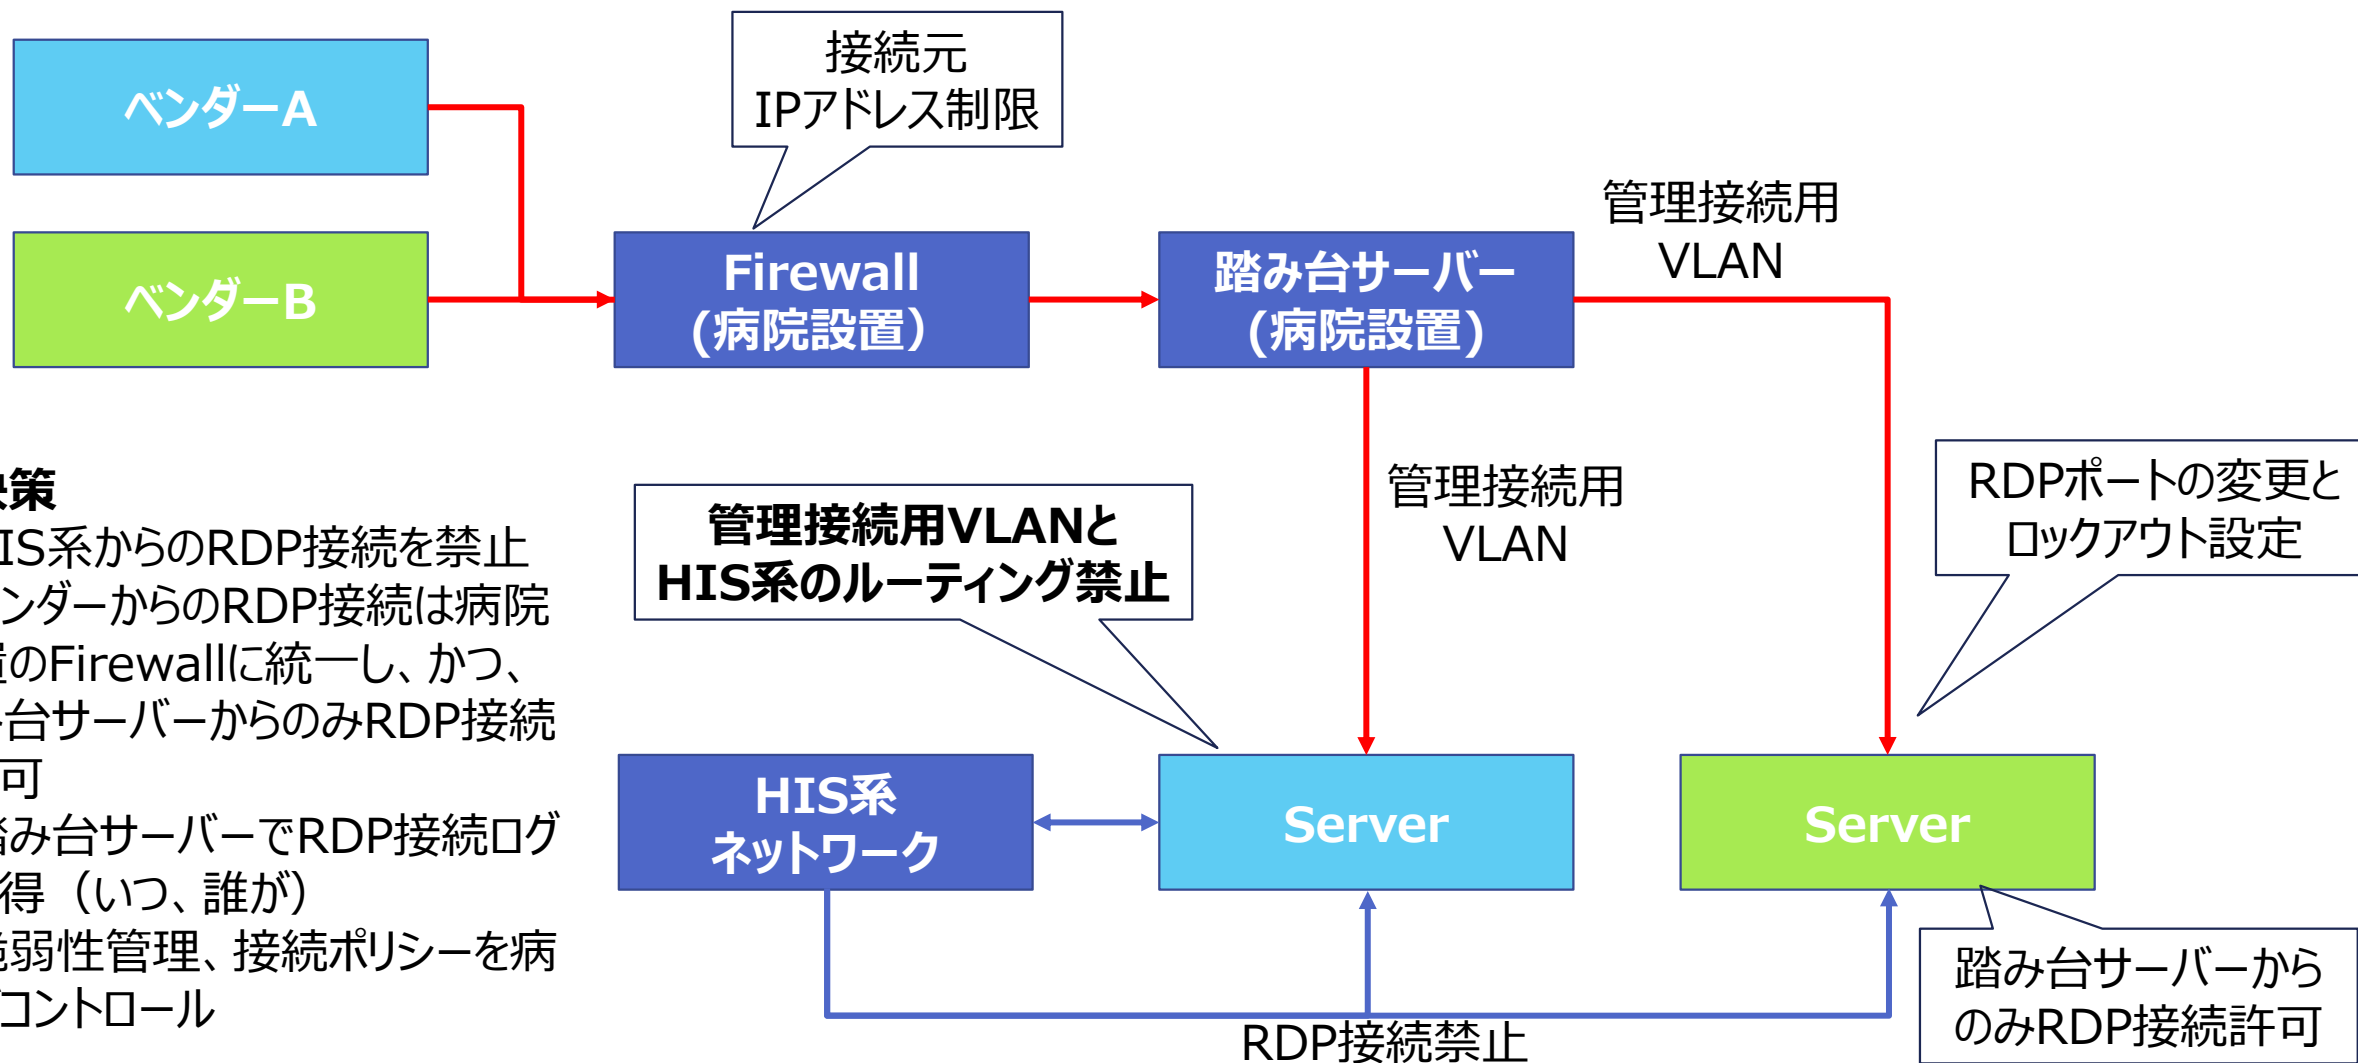 ベンダーA
接続元
IPアドレス制限
ベンダーB
Firewall
(病院設置）
踏み台サーバー
(病院設置)
管理接続用
VLAN
決策
IS系からのRDP接続を禁止
ンダーからのRDP接続は病院
置のFirewallに統一し、かつ、
台サーバーからのみRDP接続
可
踏み台サーバーでRDP接続ログ
得（いつ、誰が）
脆弱性管理、接続ポリシーを病
コントロール
管理接続用VLANと
HIS系のルーティング禁止
管理接続用
VLAN
RDPポートの変更と
ロックアウト設定
HIS系
ネットワーク
Server
Server
踏み台サーバーから
のみRDP接続許可
RDP接続禁止